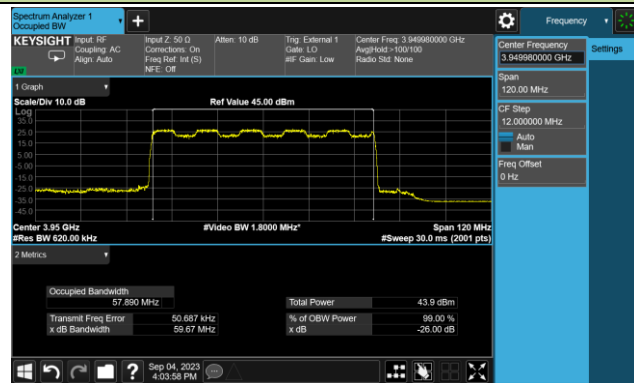 Spectrum Analyzer 1
Occupied BW
+
Frequency
KEYSIGHT
Input: RF
Coupling: AC
Align: Auto
Input Z: 50 Ω
Corrections: On
Freq Ref: Int (S)
NFE: Off
Atten: 10 dB
Trig: External 1
Gate: LO
#IF Gain: Low
Center Freq: 3.949980000 GHz
Avg|Hold:>100/100
Radio Std: None
Center Frequency
3.949980000 GHz
Settings
Span
120.00 MHz
CF Step
12.000000 MHz
Auto
Man
Freq Offset
0 Hz
1 Graph
Scale/Div 10.0 dB
Ref Value 45.00 dBm
Log
35.0
25.0
15.0
5.00
-5.00
-15.0
-25.0
-35.0
-45.0
Center 3.95 GHz
#Video BW 1.8000 MHz*
Span 120 MHz
#Res BW 620.00 kHz
#Sweep 30.0 ms (2001 pts)
2 Metrics
Occupied Bandwidth
57.890 MHz
Total Power
43.9 dBm
Transmit Freq Error
50.687 kHz
% of OBW Power
99.00 %
x dB Bandwidth
59.67 MHz
x dB
-26.00 dB
?
Sep 04, 2023
4:03:58 PM